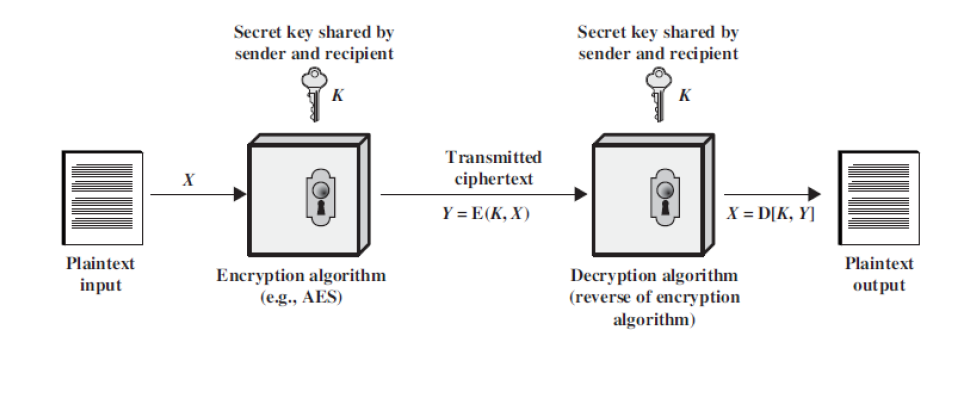 Secret key shared by
sender and recipient
K
Secret key shared by
sender and recipient
K
X
Transmitted
ciphertext
Y = E(K, X)
X = D[K, Y]
Plaintext
input
Encryption algorithm
(e.g., AES)
Decryption algorithm
(reverse of encryption
algorithm)
Plaintext
output